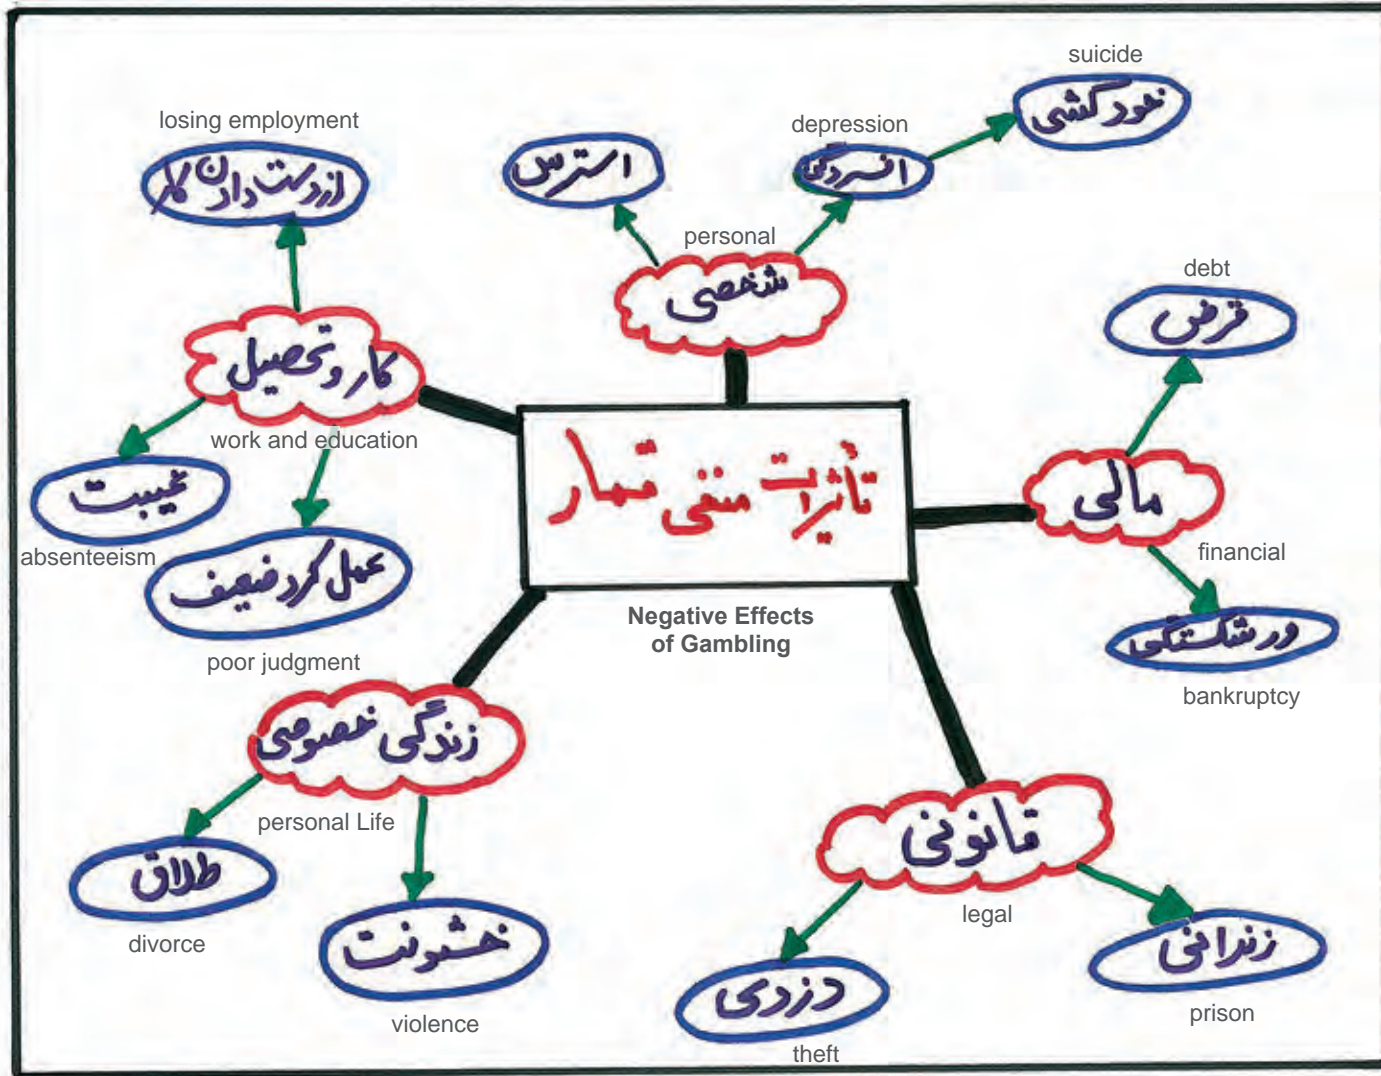 suicide
خودکشی
depression
افسردگی
استرس
personal
شخصی
losing employment
از دست دادن کار
کار و تحصیل
work and education
غیبت
absenteeism
عمل کرد ضعیف
poor judgment
debt
قرض
مالی
financial
ورشکستگی
bankruptcy
تأثیرات منفی قمار
Negative Effects
of Gambling
زندگی خصوصی
personal Life
طلاق
divorce
خشونت
violence
قانونی
legal
دزدی
theft
زندانی
prison